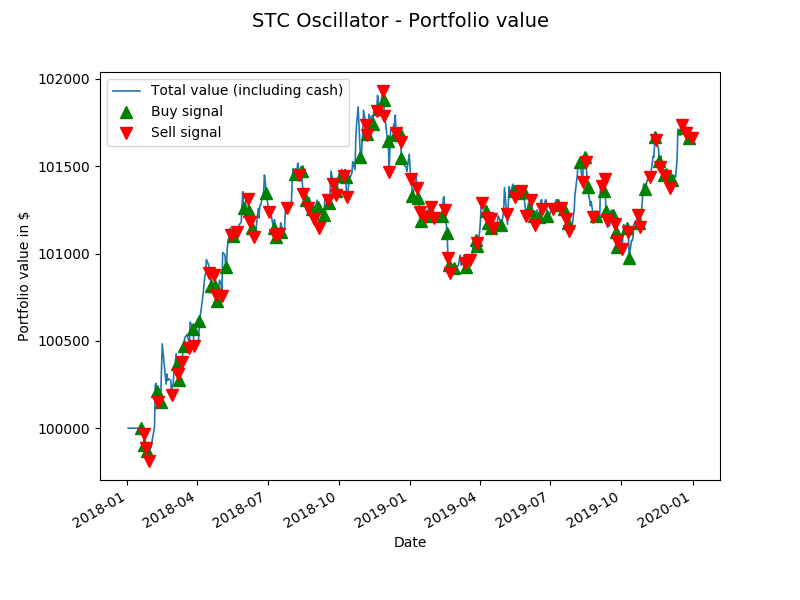 STC Oscillator - Portfolio value
102000
101500
101000
100500
100000
Portfolio value in $
Total value (including cash)
Buy signal
Sell signal
2018-01
2018-04
2018-07
2018-10
2019-01
2019-04
2019-07
2019-10
2020-01
Date